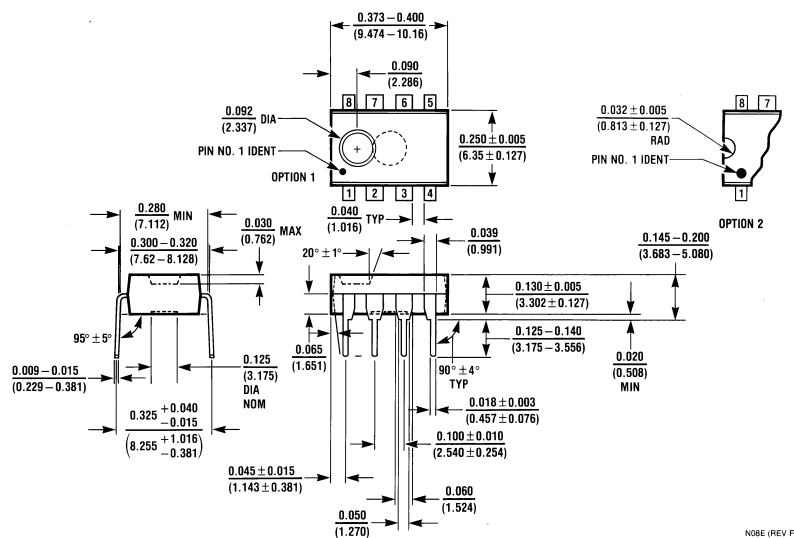 0.373 – 0.400
(9.474 – 10.16)
0.090
(2.286)
8 7 6 5
0.092 DIA
(2.337)
PIN NO. 1 IDENT
OPTION 1
1 2 3 4
0.250 ± 0.005
(6.35 ± 0.127)
0.032 ± 0.005
(0.813 ± 0.127)
RAD
PIN NO. 1 IDENT
8 7
1
OPTION 2
0.280 MIN
(7.112)
0.300 – 0.320
(7.62 – 8.128)
0.030 MAX
(0.762)
0.040 TYP
(1.016)
0.039
(0.991)
20° ± 1°
0.145 – 0.200
(3.683 – 5.080)
0.130 ± 0.005
(3.302 ± 0.127)
0.125 – 0.140
(3.175 – 3.556)
0.020
(0.508)
MIN
95° ± 5°
0.065
(1.651)
90° ± 4°
TYP
0.009 – 0.015
(0.229 – 0.381)
0.125
(3.175)
DIA
NOM
0.018 ± 0.003
(0.457 ± 0.076)
0.325 +0.040 −0.015
(8.255 +1.016 −0.381)
0.100 ± 0.010
(2.540 ± 0.254)
0.045 ± 0.015
(1.143 ± 0.381)
0.060
(1.524)
0.050
(1.270)
N08E (REV F